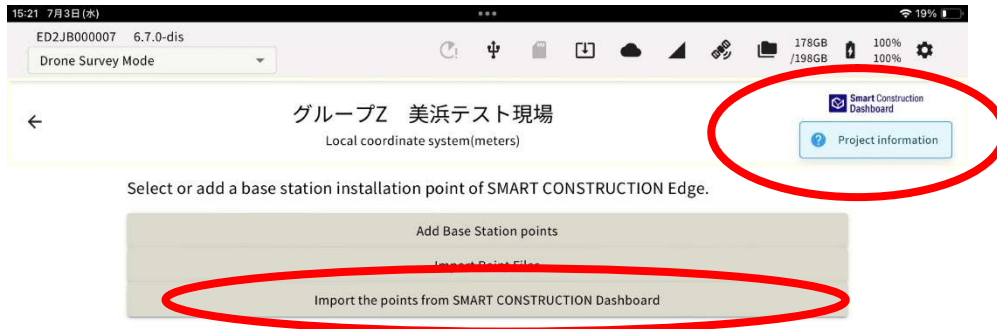 15:21 7月3日(水)
19%
ED2JB000007 6.7.0-dis
Drone Survey Mode
178GB
/198GB
100%
100%
グループZ 美浜テスト現場
Local coordinate system(meters)
Smart Construction
Dashboard
Project information
Select or add a base station installation point of SMART CONSTRUCTION Edge.
Add Base Station points
Import Point Files
Import the points from SMART CONSTRUCTION Dashboard